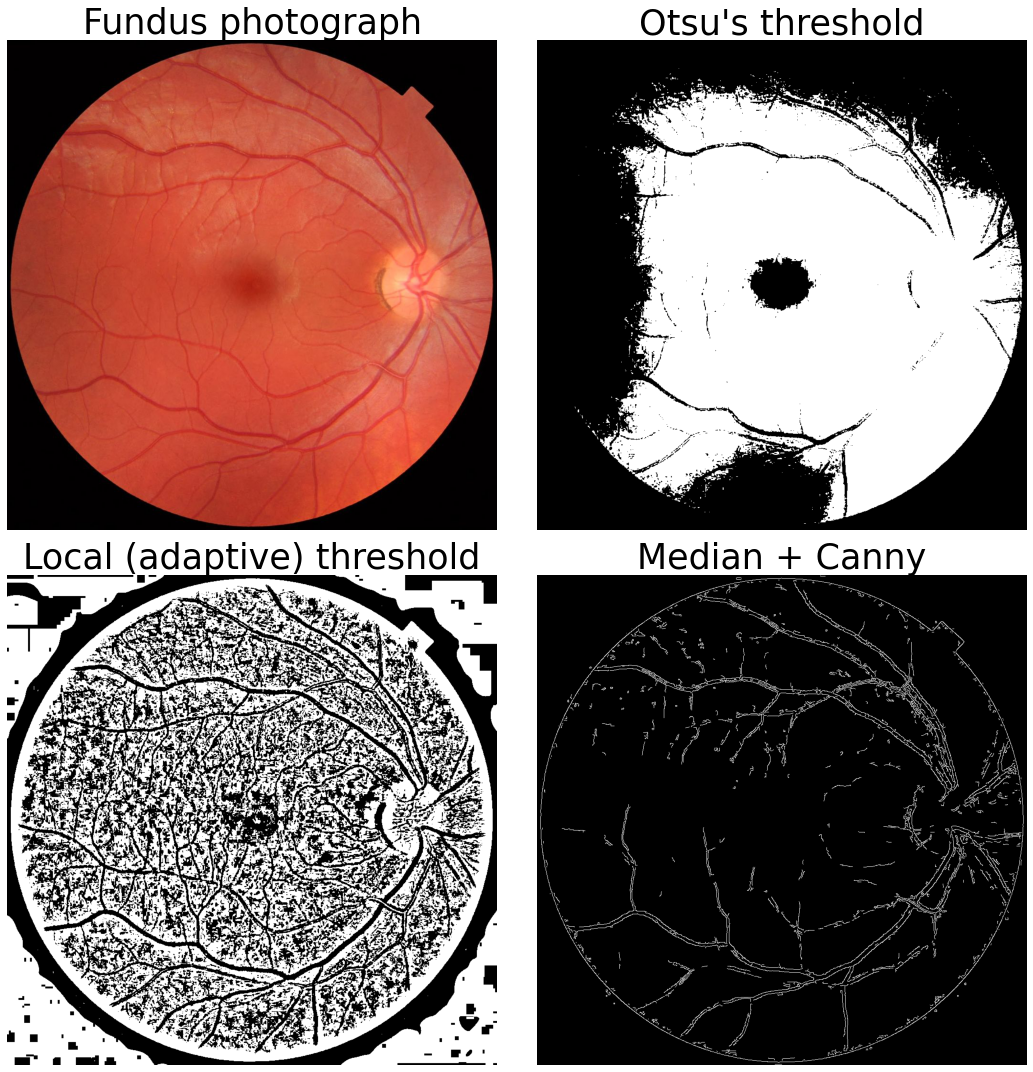 Fundus photograph
Otsu's threshold
Local (adaptive) threshold
Median + Canny